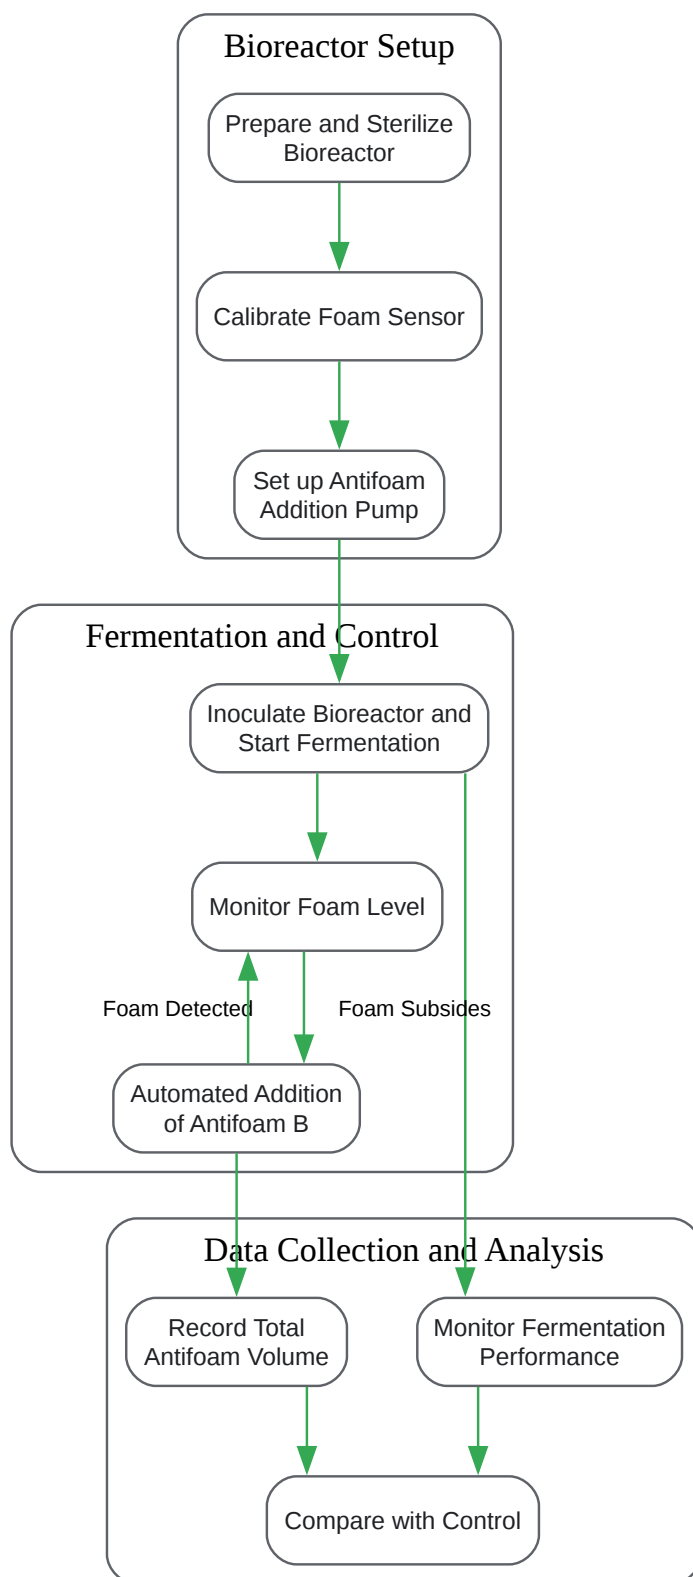 Bioreactor Setup
Prepare and Sterilize
Bioreactor
Calibrate Foam Sensor
Set up Antifoam
Addition Pump
Fermentation and Control
Inoculate Bioreactor and
Start Fermentation
Monitor Foam Level
Foam Detected
Foam Subsides
Automated Addition
of Antifoam B
Data Collection and Analysis
Record Total
Antifoam Volume
Monitor Fermentation
Performance
Compare with Control